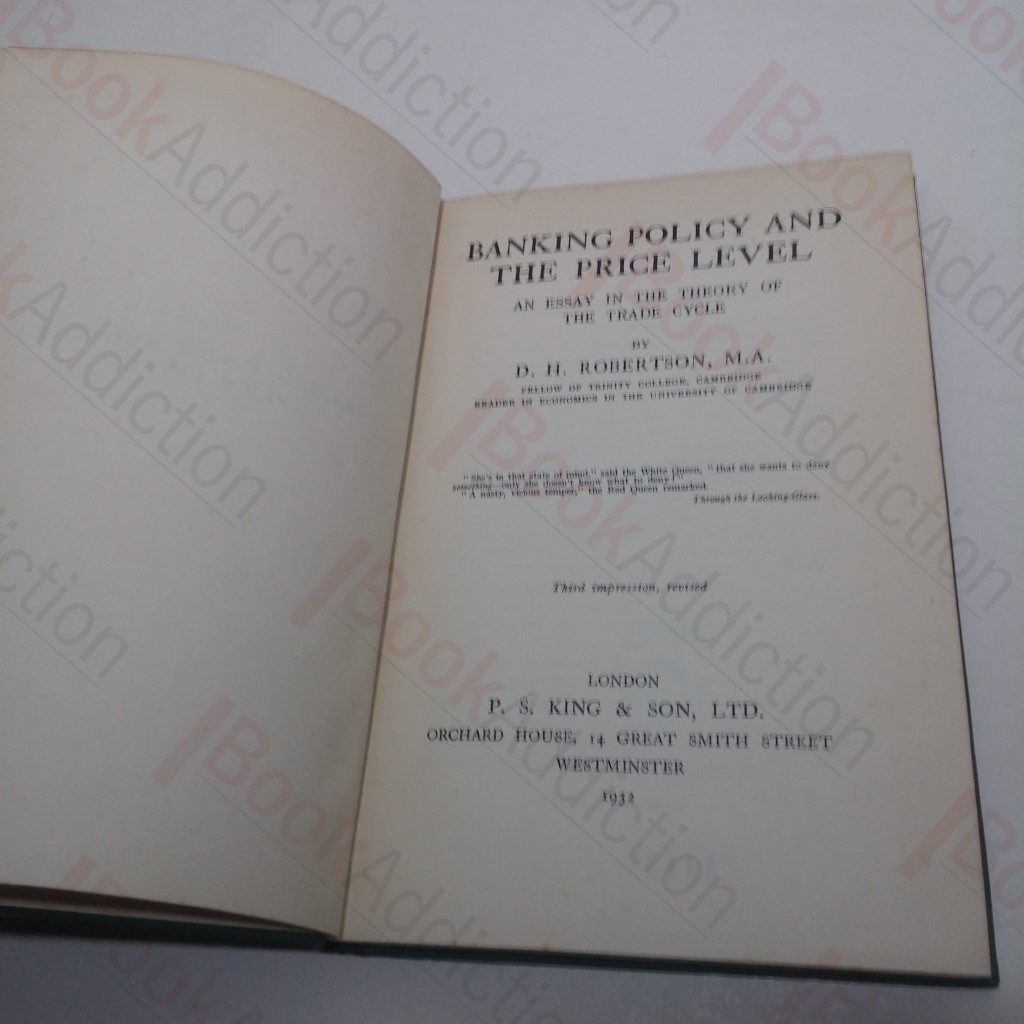 BANKING POLICY AND
THE PRICE LEVEL
AN ESSAY IN THE THEORY OF
THE TRADE CYCLE
BY
D. H. ROBERTSON, M.A.
FELLOW OF TRINITY COLLEGE, CAMBRIDGE
READER IN ECONOMICS IN THE UNIVERSITY OF CAMBRIDGE
"She's in that state of mind," said the White Queen, "that she wants to deny
something—only she doesn't know what to deny!"
"A nasty, vicious temper," the Red Queen remarked.
Through the Looking-Glass.
Third impression, revised
LONDON
P. S. KING & SON, LTD.
ORCHARD HOUSE, 14 GREAT SMITH STREET
WESTMINSTER
1932
BookAddiction